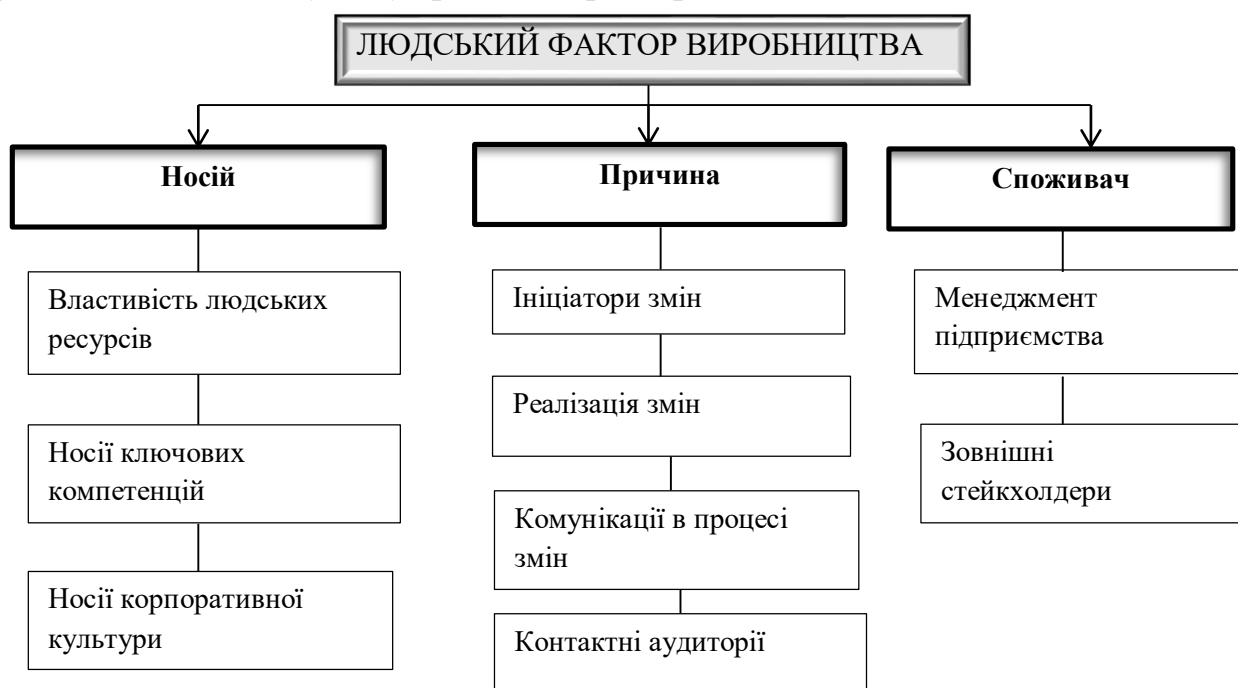 ЛЮДСЬКИЙ ФАКТОР ВИРОБНИЦТВА
Носій
Властивість людських
ресурсів
Носії ключових
компетенцій
Носії корпоративної
культури
Причина
Ініціатори змін
Реалізація змін
Комунікації в процесі
змін
Контактні аудиторії
Споживач
Менеджмент
підприємства
Зовнішні
стейкхолдери